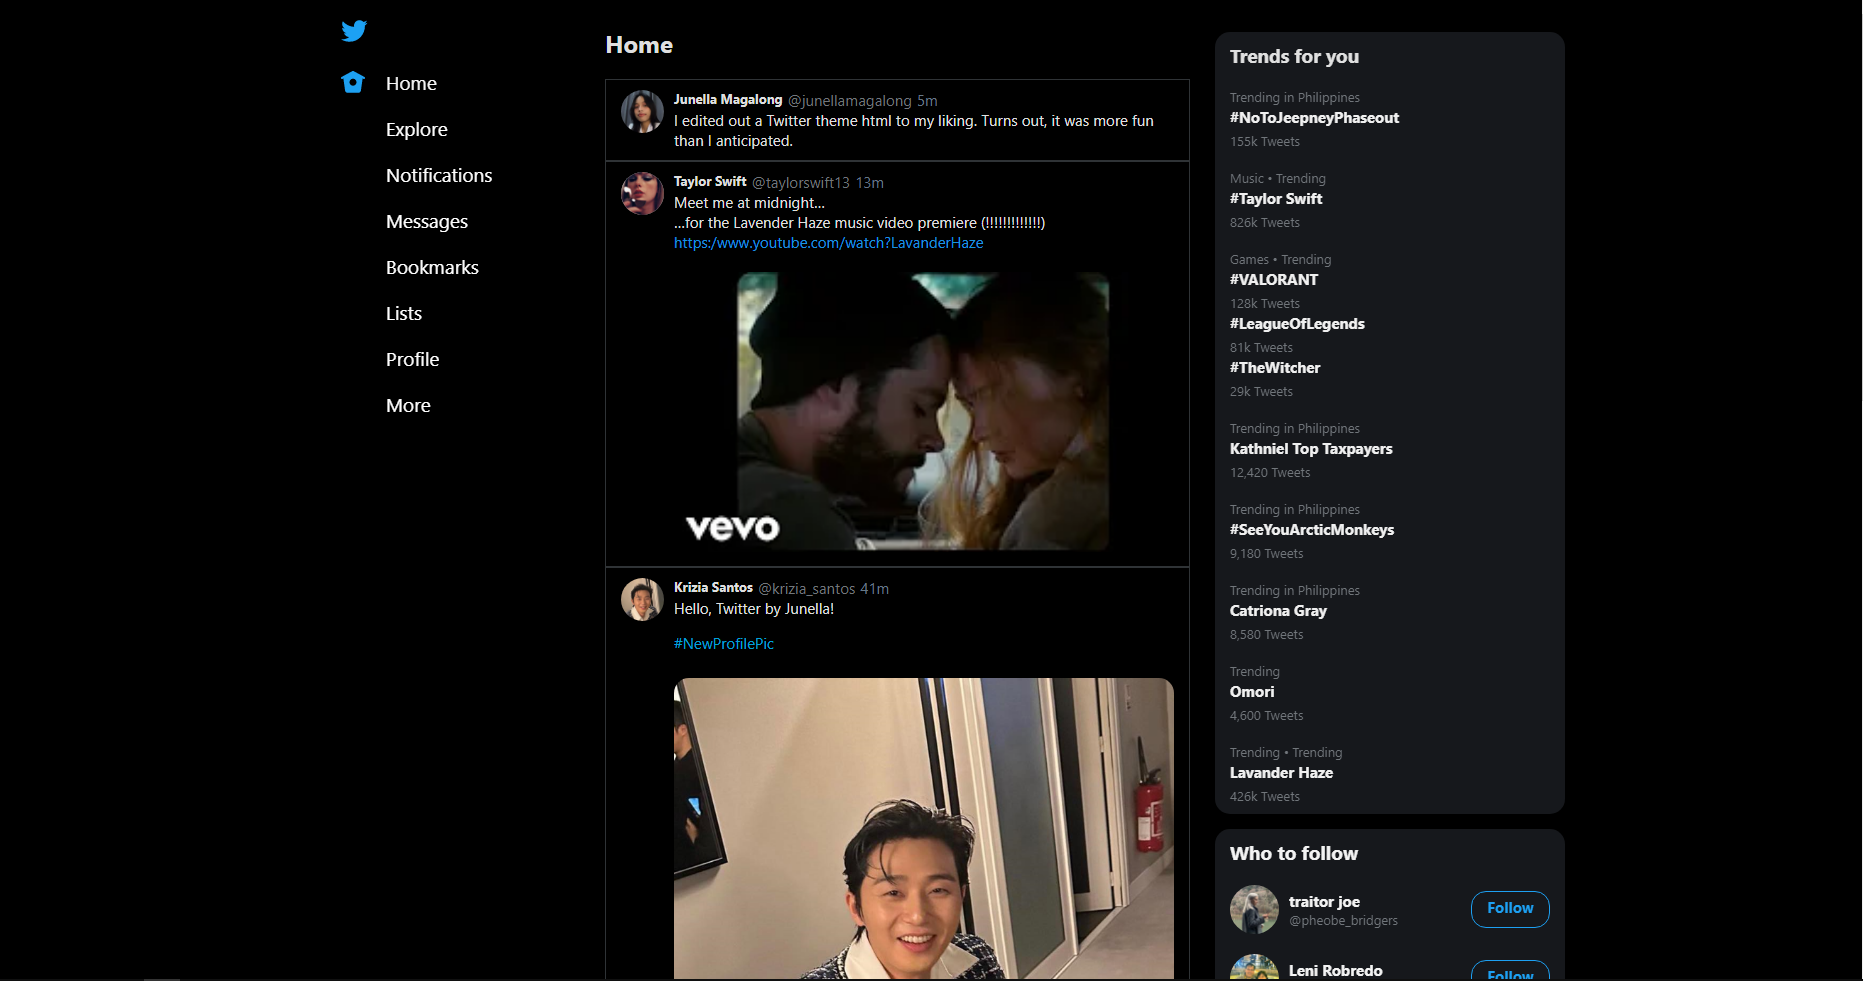 Home
Explore
Notifications
Messages
Bookmarks
Lists
Profile
More
Home
Junella Magalong @junellamagalong 5m
I edited out a Twitter theme html to my liking. Turns out, it was more fun
than I anticipated.
Taylor Swift @taylorswift13 13m
Meet me at midnight...
...for the Lavender Haze music video premiere (!!!!!!!!!!!!!)
https:/www.youtube.com/watch?LavanderHaze
vevo
Krizia Santos @krizia_santos 41m
Hello, Twitter by Junella!
#NewProfilePic
Trends for you
Trending in Philippines
#NoToJeepneyPhaseout
155k Tweets
Music • Trending
#Taylor Swift
826k Tweets
Games • Trending
#VALORANT
128k Tweets
#LeagueOfLegends
81k Tweets
#TheWitcher
29k Tweets
Trending in Philippines
Kathniel Top Taxpayers
12,420 Tweets
Trending in Philippines
#SeeYouArcticMonkeys
9,180 Tweets
Trending in Philippines
Catriona Gray
8,580 Tweets
Trending
Omori
4,600 Tweets
Trending • Trending
Lavander Haze
426k Tweets
Who to follow
traitor joe
@pheobe_bridgers
Follow
Leni Robredo
Follow